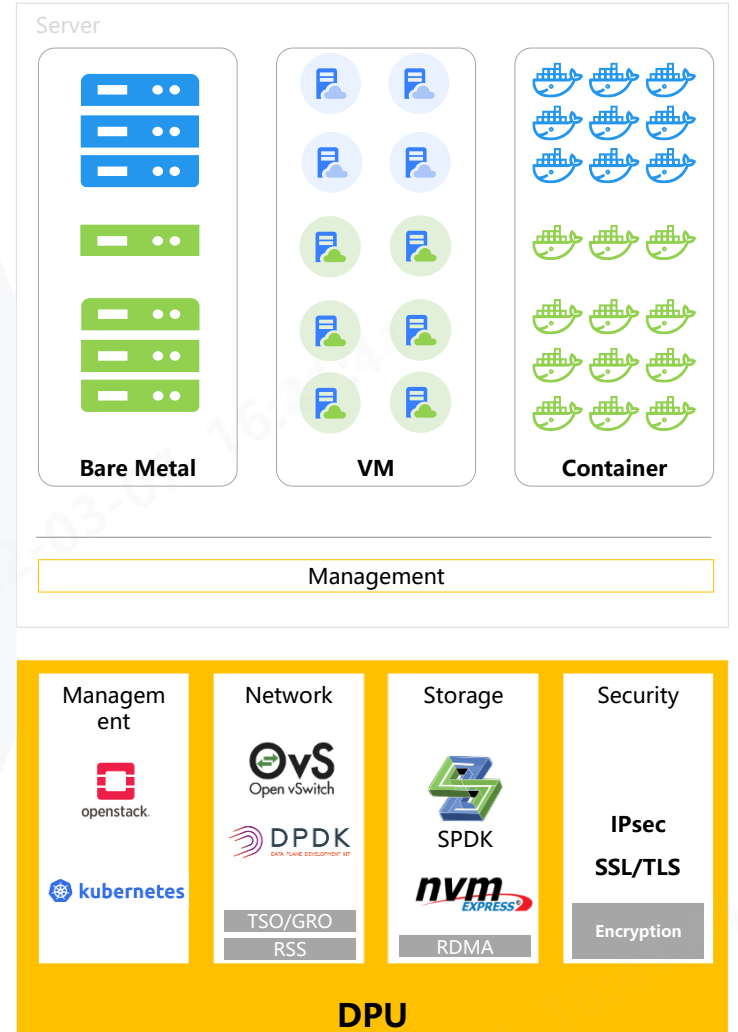 Server
Bare Metal
VM
Container
Management
Managem
ent
openstack.
kubernetes
Network
OvS
Open vSwitch
DPDK
DATA PLANE DEVELOPMENT KIT
TSO/GRO
RSS
Storage
SPDK
nvm
EXPRESS®
RDMA
Security
IPsec
SSL/TLS
Encryption
DPU